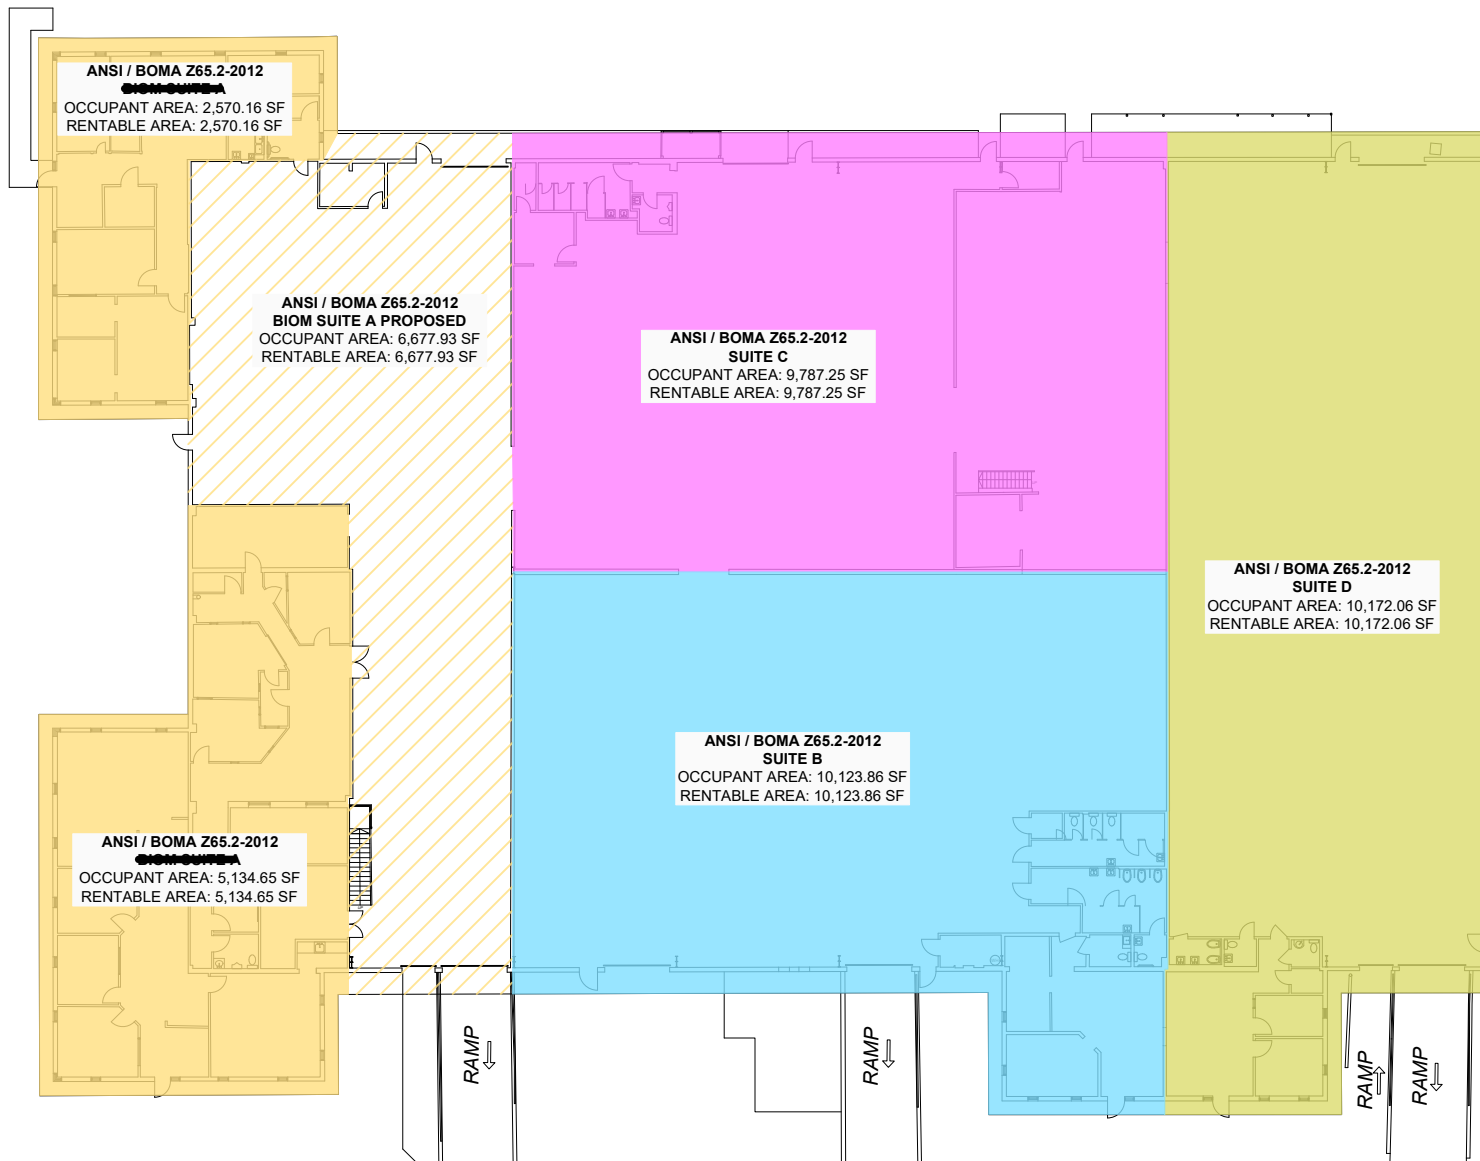 ANSI / BOMA Z65.2-2012
OCCUPANT AREA: 2,570.16 SF
RENTABLE AREA: 2,570.16 SF
ANSI / BOMA Z65.2-2012
BIOM SUITE A PROPOSED
OCCUPANT AREA: 6,677.93 SF
RENTABLE AREA: 6,677.93 SF
ANSI / BOMA Z65.2-2012
SUITE C
OCCUPANT AREA: 9,787.25 SF
RENTABLE AREA: 9,787.25 SF
ANSI / BOMA Z65.2-2012
SUITE D
OCCUPANT AREA: 10,172.06 SF
RENTABLE AREA: 10,172.06 SF
ANSI / BOMA Z65.2-2012
SUITE B
OCCUPANT AREA: 10,123.86 SF
RENTABLE AREA: 10,123.86 SF
ANSI / BOMA Z65.2-2012
OCCUPANT AREA: 5,134.65 SF
RENTABLE AREA: 5,134.65 SF
RAMP
RAMP
RAMP
RAMP